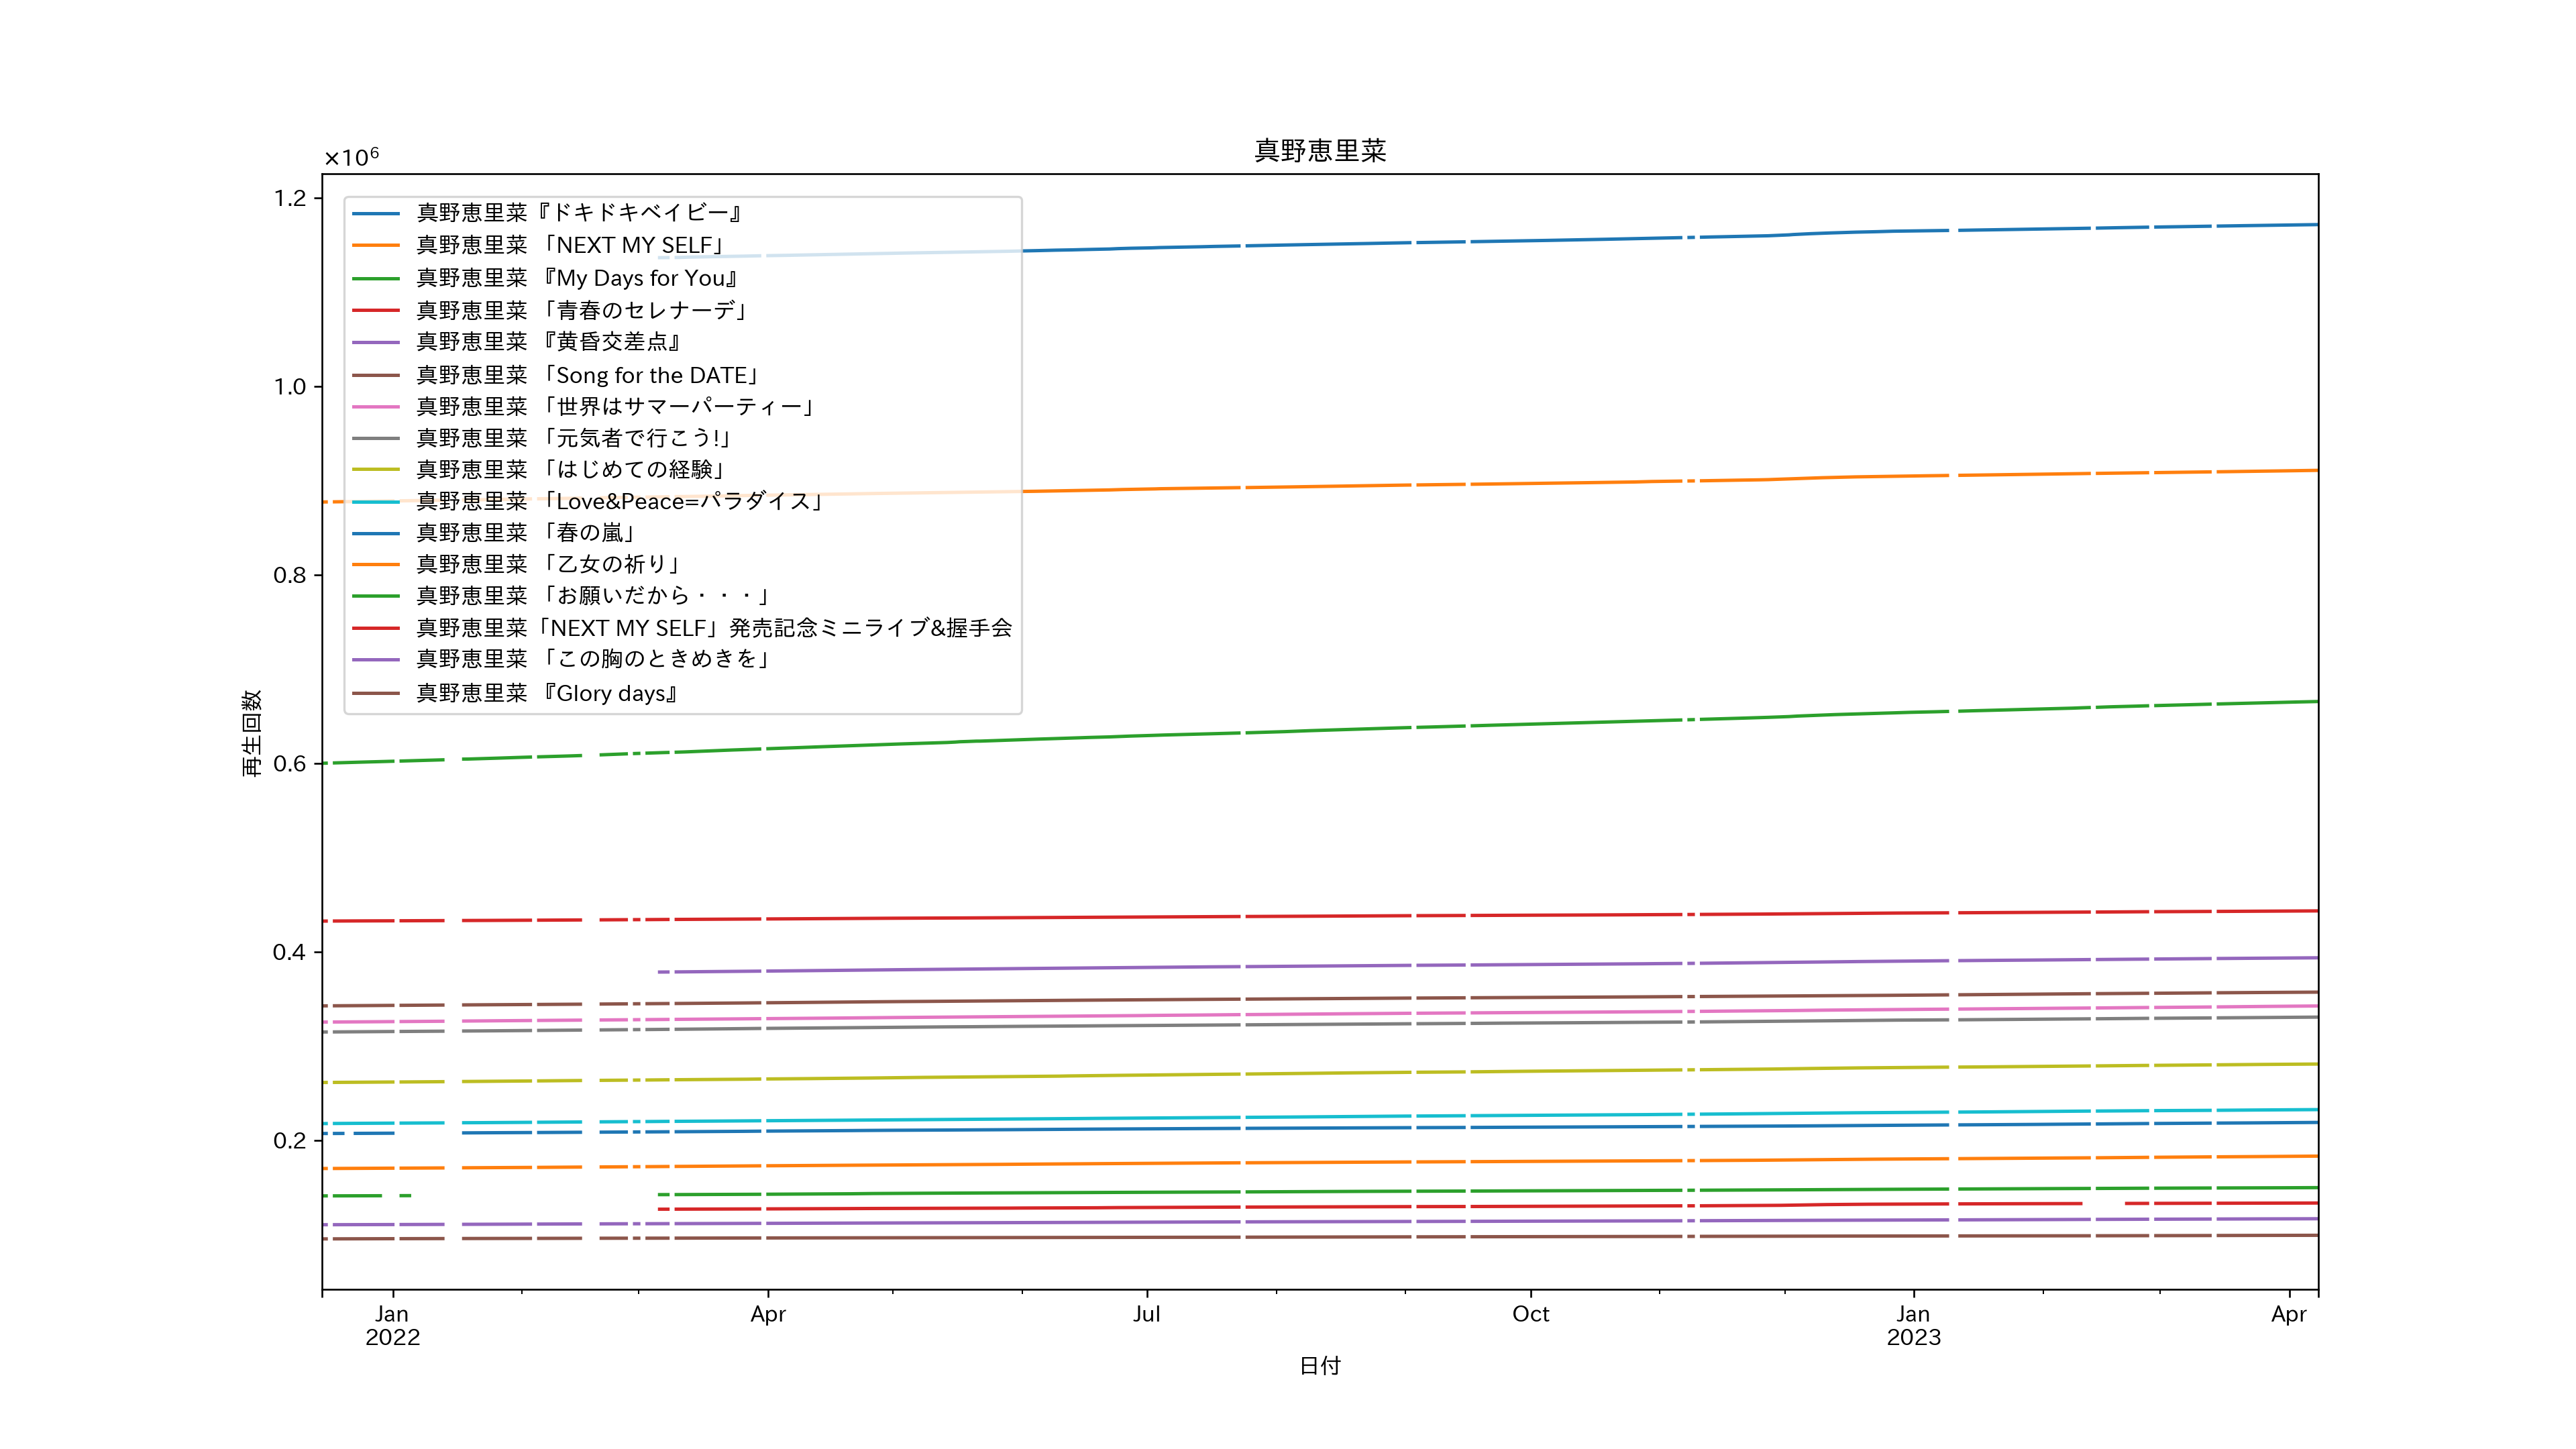 真野恵里菜
×10⁶
1.2
1.0
0.8
0.6
0.4
0.2
再生回数
真野恵里菜『ドキドキベイビー』
真野恵里菜 「NEXT MY SELF」
真野恵里菜 『My Days for You』
真野恵里菜 「青春のセレナーデ」
真野恵里菜 『黄昏交差点』
真野恵里菜 「Song for the DATE」
真野恵里菜 「世界はサマーパーティー」
真野恵里菜 「元気者で行こう!」
真野恵里菜 「はじめての経験」
真野恵里菜 「Love&Peace=パラダイス」
真野恵里菜 「春の嵐」
真野恵里菜 「乙女の祈り」
真野恵里菜 「お願いだから・・・」
真野恵里菜「NEXT MY SELF」発売記念ミニライブ&握手会
真野恵里菜 「この胸のときめきを」
真野恵里菜 『Glory days』
Jan Apr Jul Oct Jan Apr
2022 2023
日付